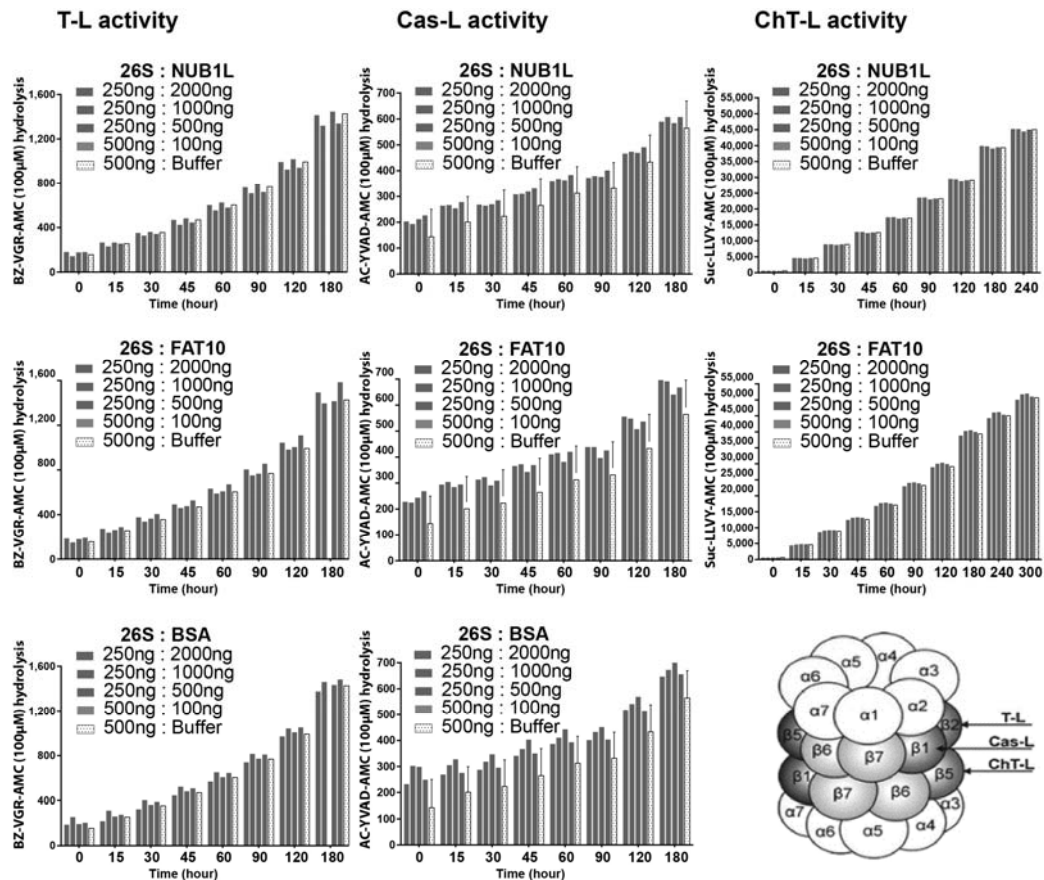 T-L activity
Cas-L activity
ChT-L activity
BZ-VGR-AMC (100μM) hydrolysis
26S : NUB1L
250ng : 2000ng
250ng : 1000ng
250ng : 500ng
500ng : 100ng
500ng : Buffer
1,600
1,200
800
400
0
0 15 30 45 60 90 120 180
Time (hour)
AC-YVAD-AMC (100μM) hydrolysis
26S : NUB1L
250ng : 2000ng
250ng : 1000ng
250ng : 500ng
500ng : 100ng
500ng : Buffer
700
600
500
400
300
200
100
0
0 15 30 45 60 90 120 180
Time (hour)
Suc-LLVY-AMC (100μM) hydrolysis
26S : NUB1L
250ng : 2000ng
250ng : 1000ng
250ng : 500ng
500ng : 100ng
500ng : Buffer
55,000
50,000
45,000
40,000
35,000
30,000
25,000
20,000
15,000
10,000
5,000
0
0 15 30 45 60 90 120 180 240
Time (hour)
BZ-VGR-AMC (100μM) hydrolysis
26S : FAT10
250ng : 2000ng
250ng : 1000ng
250ng : 500ng
500ng : 100ng
500ng : Buffer
1,600
1,200
800
400
0
0 15 30 45 60 90 120 180
Time (hour)
AC-YVAD-AMC (100μM) hydrolysis
26S : FAT10
250ng : 2000ng
250ng : 1000ng
250ng : 500ng
500ng : 100ng
500ng : Buffer
700
600
500
400
300
200
100
0
0 15 30 45 60 90 120 180
Time (hour)
Suc-LLVY-AMC (100μM) hydrolysis
26S : FAT10
250ng : 2000ng
250ng : 1000ng
250ng : 500ng
500ng : 100ng
500ng : Buffer
55,000
50,000
45,000
40,000
35,000
30,000
25,000
20,000
15,000
10,000
5,000
0
0 15 30 45 60 90 120 180 240 300
Time (hour)
BZ-VGR-AMC (100μM) hydrolysis
26S : BSA
250ng : 2000ng
250ng : 1000ng
250ng : 500ng
500ng : 100ng
500ng : Buffer
1,600
1,200
800
400
0
0 15 30 45 60 90 120 180
Time (hour)
AC-YVAD-AMC (100μM) hydrolysis
26S : BSA
250ng : 2000ng
250ng : 1000ng
250ng : 500ng
500ng : 100ng
500ng : Buffer
700
600
500
400
300
200
100
0
0 15 30 45 60 90 120 180
Time (hour)
α5 α4
α6 α3
α7 α1 α2
β5 β6 β7 β1 β2
T-L
Cas-L
ChT-L
β1 β7 β6 β5
α7 α6 α5 α4 α3